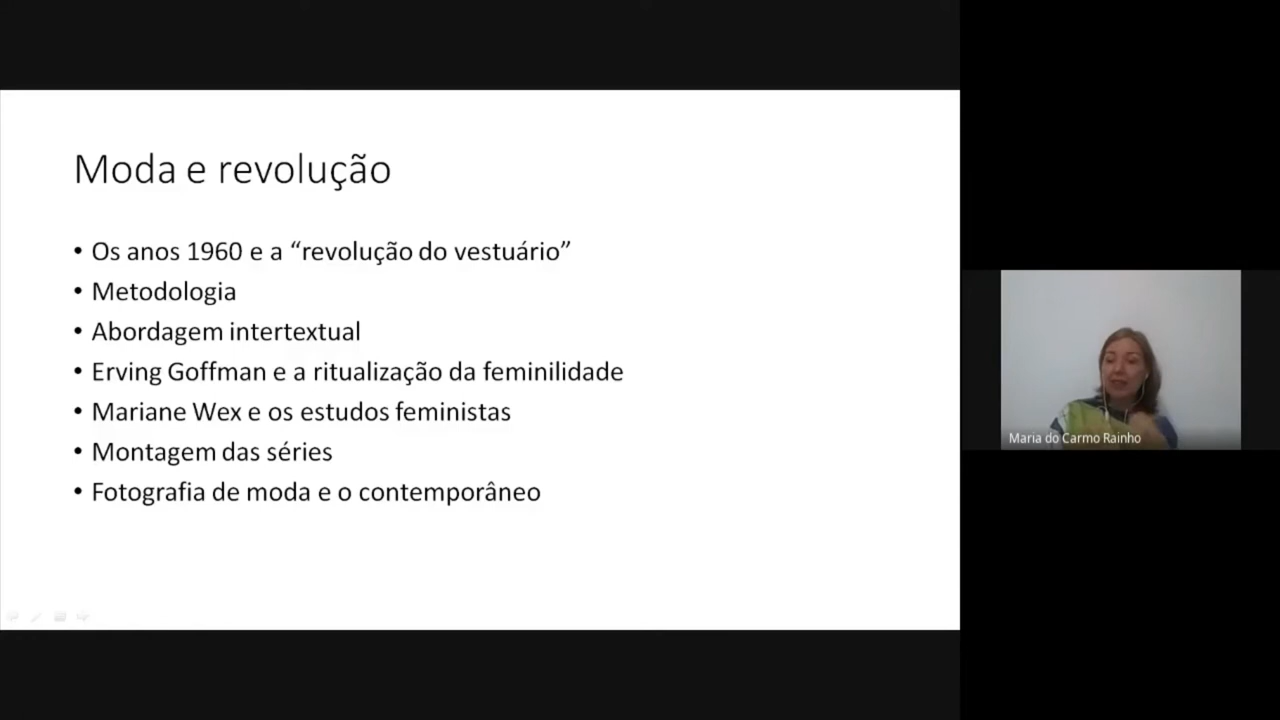 Moda e revolução
• Os anos 1960 e a “revolução do vestuário”
• Metodologia
• Abordagem intertextual
• Erving Goffman e a ritualização da feminilidade
• Mariane Wex e os estudos feministas
• Montagem das séries
• Fotografia de moda e o contemporâneo
Maria do Carmo Rainho